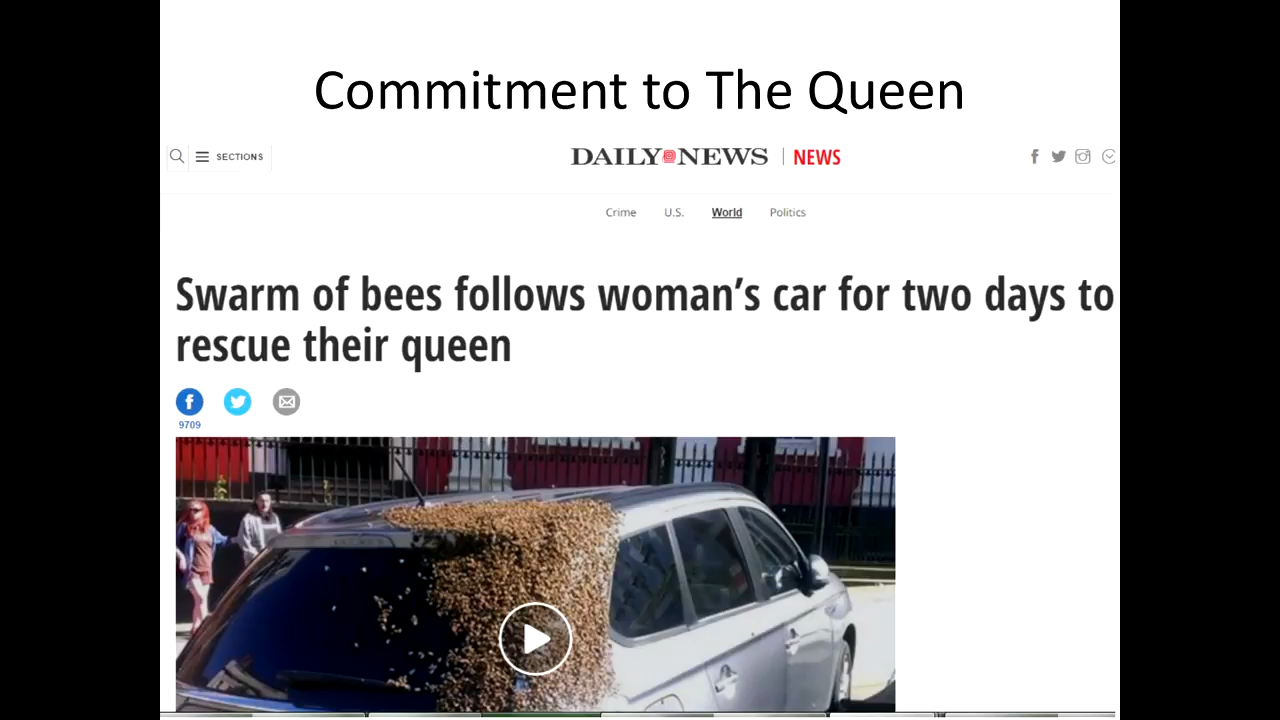 Commitment to The Queen
SECTIONS
DAILY NEWS | NEWS
Crime U.S. World Politics
Swarm of bees follows woman's car for two days to
rescue their queen
9709